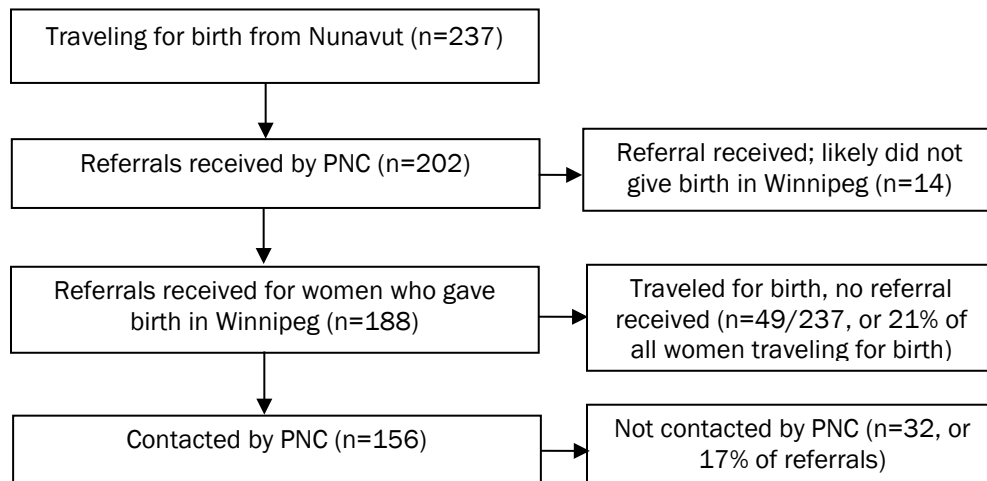 Traveling for birth from Nunavut (n=237)
Referrals received by PNC (n=202)
Referral received; likely did not
give birth in Winnipeg (n=14)
Referrals received for women who gave
birth in Winnipeg (n=188)
Traveled for birth, no referral
received (n=49/237, or 21% of
all women traveling for birth)
Contacted by PNC (n=156)
Not contacted by PNC (n=32, or
17% of referrals)